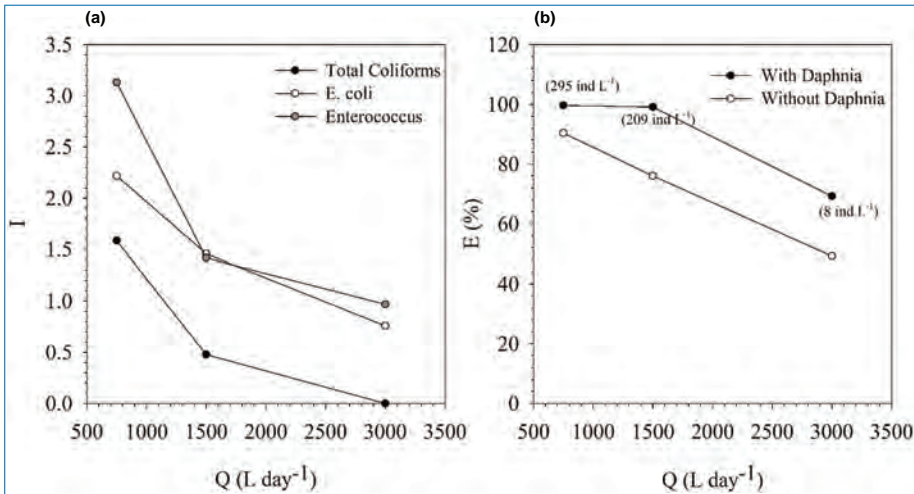 (a)
3.5
3.0
2.5
2.0
1.5
1.0
0.5
0.0
I
Total Coliforms
E. coli
Enterococcus
500 1000 1500 2000 2500 3000 3500
Q (L day-1)
(b)
120
100
80
60
40
20
0
E (%)
With Daphnia
Without Daphnia
(295 ind L-1)
(209 ind L-1)
(8 ind L-1)
500 1000 1500 2000 2500 3000 3500
Q (L day-1)